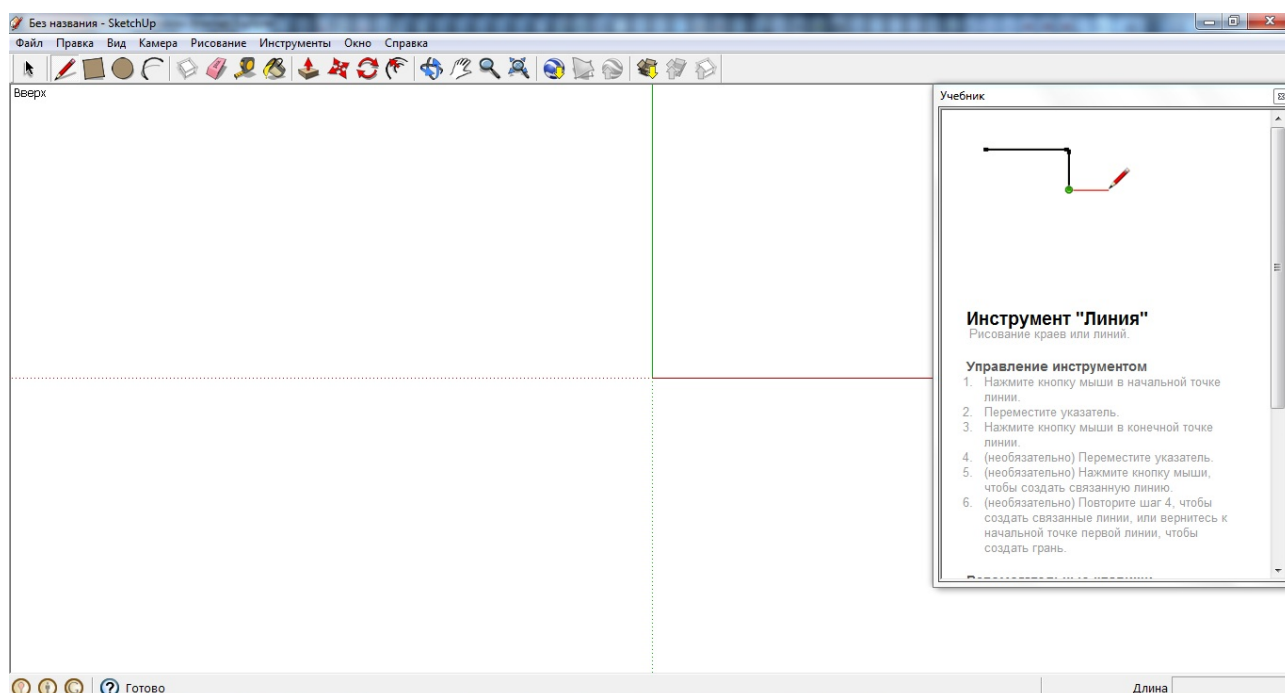 Без названия - SketchUp
Файл Правка Вид Камера Рисование Инструменты Окно Справка
Вверх
Учебник
Инструмент "Линия"
Рисование краев или линий.
Управление инструментом
1. Нажмите кнопку мыши в начальной точке
линии.
2. Переместите указатель.
3. Нажмите кнопку мыши в конечной точке
линии.
4. (необязательно) Переместите указатель.
5. (необязательно) Нажмите кнопку мыши,
чтобы создать связанную линию.
6. (необязательно) Повторите шаг 4, чтобы
создать связанные линии, или вернитесь к
начальной точке первой линии, чтобы
создать грань.
Готово
Длина